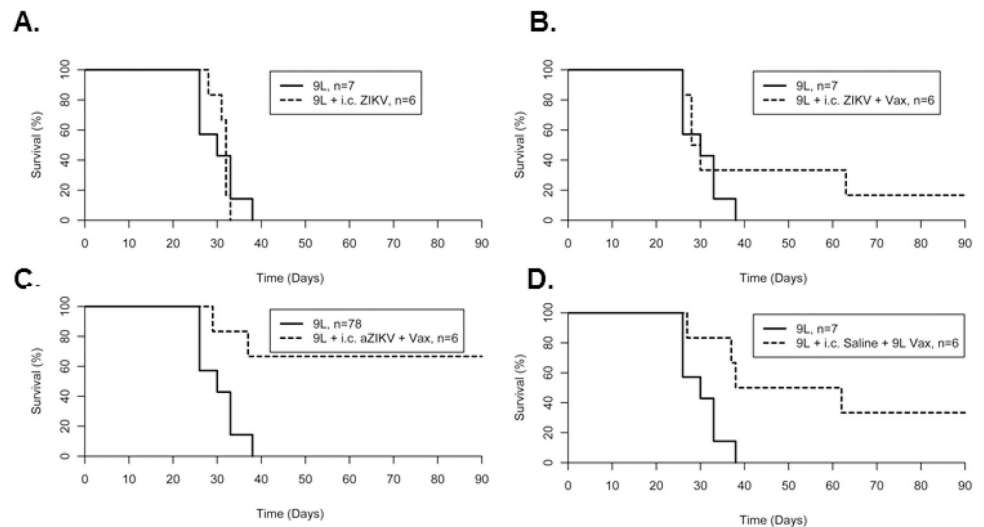 A.
B.
100
80
60
40
20
0
Survival (%)
9L, n=7
9L + i.c. ZIKV, n=6
0 10 20 30 40 50 60 70 80 90
Time (Days)
100
80
60
40
20
0
Survival (%)
9L, n=7
9L + i.c. ZIKV + Vax, n=6
0 10 20 30 40 50 60 70 80 90
Time (Days)
C.
D.
100
80
60
40
20
0
Survival (%)
9L, n=78
9L + i.c. aZIKV + Vax, n=6
0 10 20 30 40 50 60 70 80 90
Time (Days)
100
80
60
40
20
0
Survival (%)
9L, n=7
9L + i.c. Saline + 9L Vax, n=6
0 10 20 30 40 50 60 70 80 90
Time (Days)